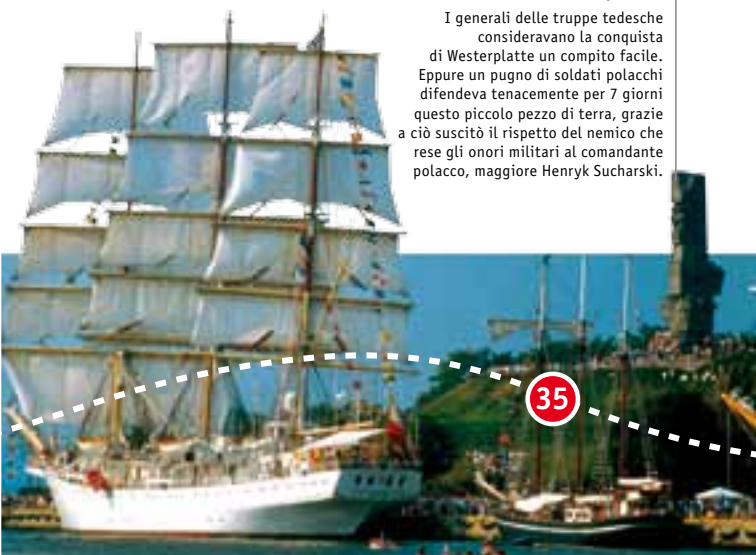 I generali delle truppe tedesche
consideravano la conquista
di Westerplatte un compito facile.
Eppure un pugno di soldati polacchi
difendeva tenacemente per 7 giorni
questo piccolo pezzo di terra, grazie
a ciò suscitò il rispetto del nemico che
rese gli onori militari al comandante
polacco, maggiore Henryk Sucharski.
35